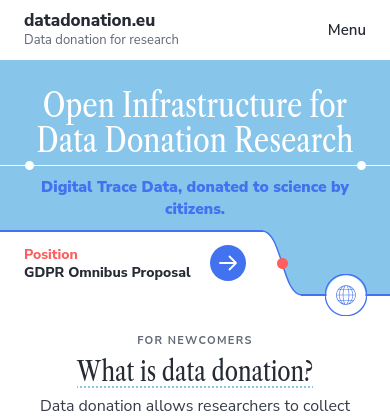 datadonation.eu
Data donation for research
Menu
Open Infrastructure for
Data Donation Research
Digital Trace Data, donated to science by
citizens.
Position
GDPR Omnibus Proposal
FOR NEWCOMERS
What is data donation?
Data donation allows researchers to collect